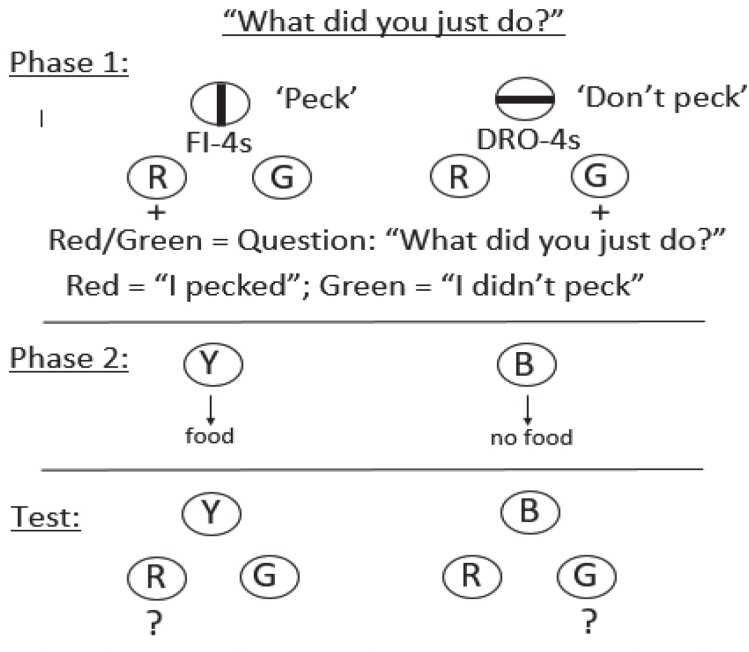 “What did you just do?”
Phase 1:
‘Peck’ ‘Don’t peck’
FI-4s DRO-4s
R G R G
+ +
Red/Green = Question: “What did you just do?”
Red = “I pecked”; Green = “I didn’t peck”
Phase 2:
Y B
food no food
Test:
Y B
R G R G
? ?